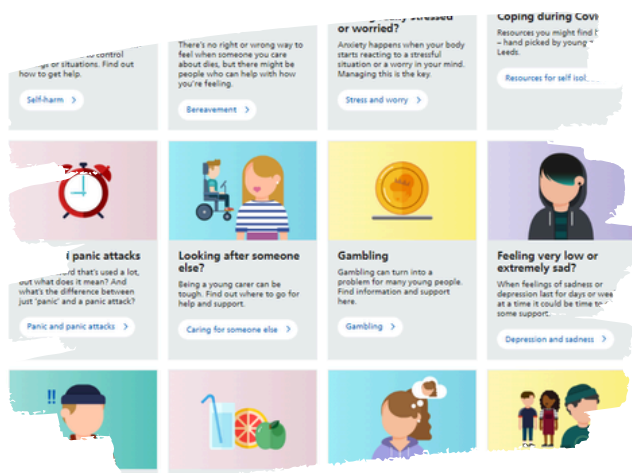 to control
or situations. Find out
how to get help.
Self-harm
There's no right or wrong way to
feel when someone you care
about dies, but there might be
people who can help with how
you're feeling.
Bereavement
stressed
or worried?
Anxiety happens when your body
starts reacting to a stressful
situation or a worry in your mind.
Managing this is the key.
Stress and worry
Coping during
Resources you might find
– hand picked by
Leeds.
Resources for self
panic attacks
that's used a lot,
but what does it mean? And
what's the difference between
just 'panic' and a panic attack?
Panic and panic attacks
Looking after someone
else?
Being a young carer can be
tough. Find out where to go for
help and support.
Caring for someone else
Gambling
Gambling can turn into a
problem for many young people.
Find information and support
here.
Gambling
Feeling very low or
extremely sad?
When feelings of sadness or
depression last for days or
at a time it could be time
some support.
Depression and sadness
!!